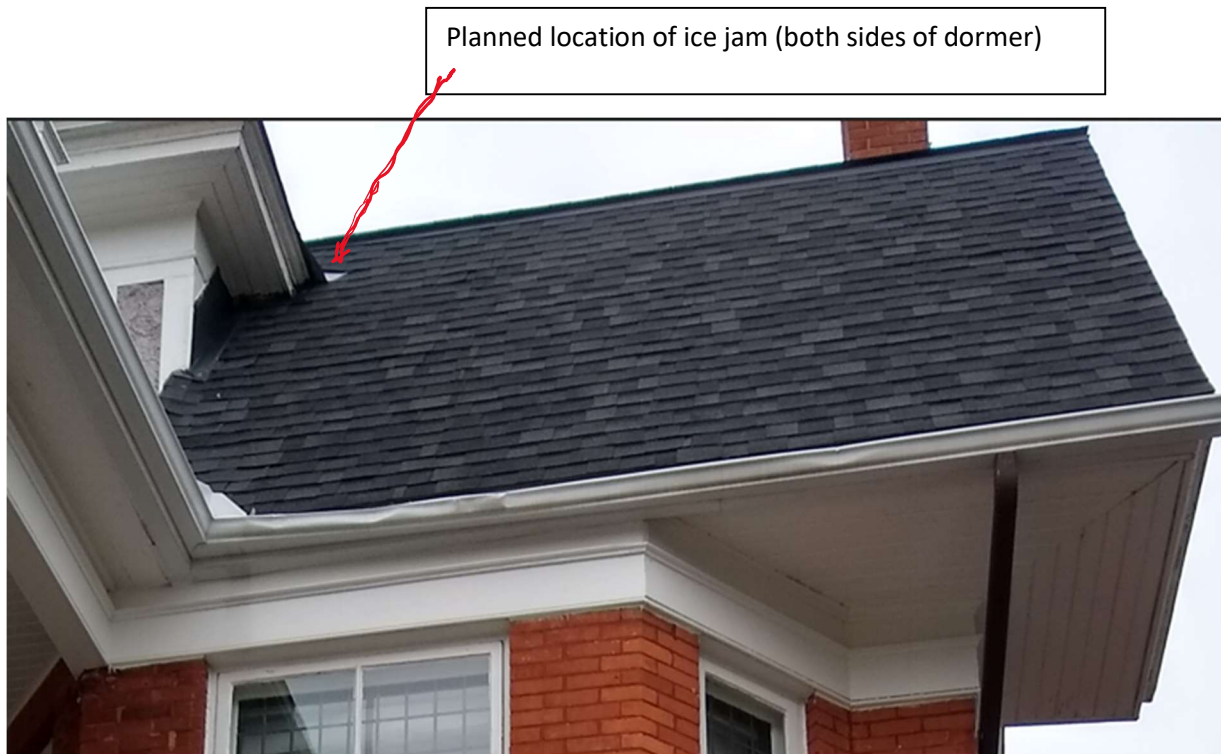 Planned location of ice jam (both sides of dormer)